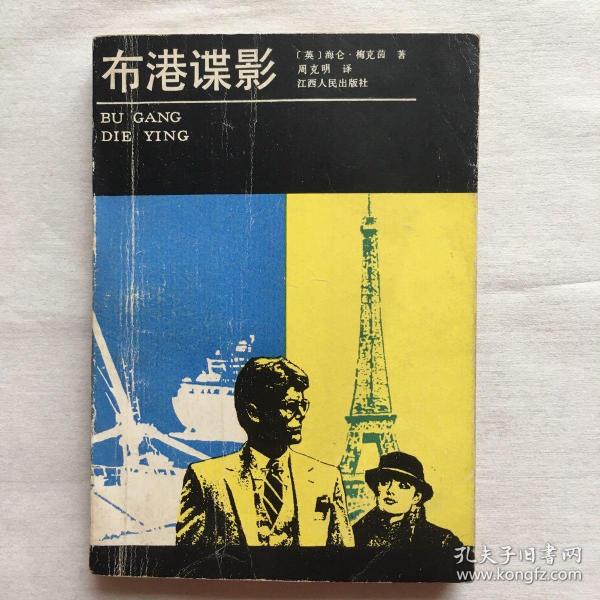 布港谍影
〔英〕海仑·梅克茵 著
周克明 译
江西人民出版社
BU GANG
DIE YING
孔夫子旧书网
www.kongfz.com